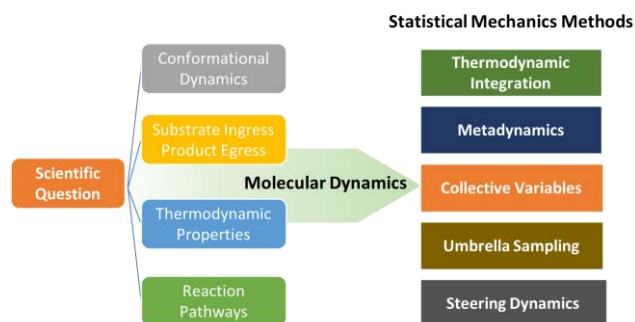 Statistical Mechanics Methods
Conformational
Dynamics
Substrate Ingress
Product Egress
Scientific
Question
Thermodynamic
Properties
Reaction
Pathways
Molecular Dynamics
Thermodynamic
Integration
Metadynamics
Collective Variables
Umbrella Sampling
Steering Dynamics